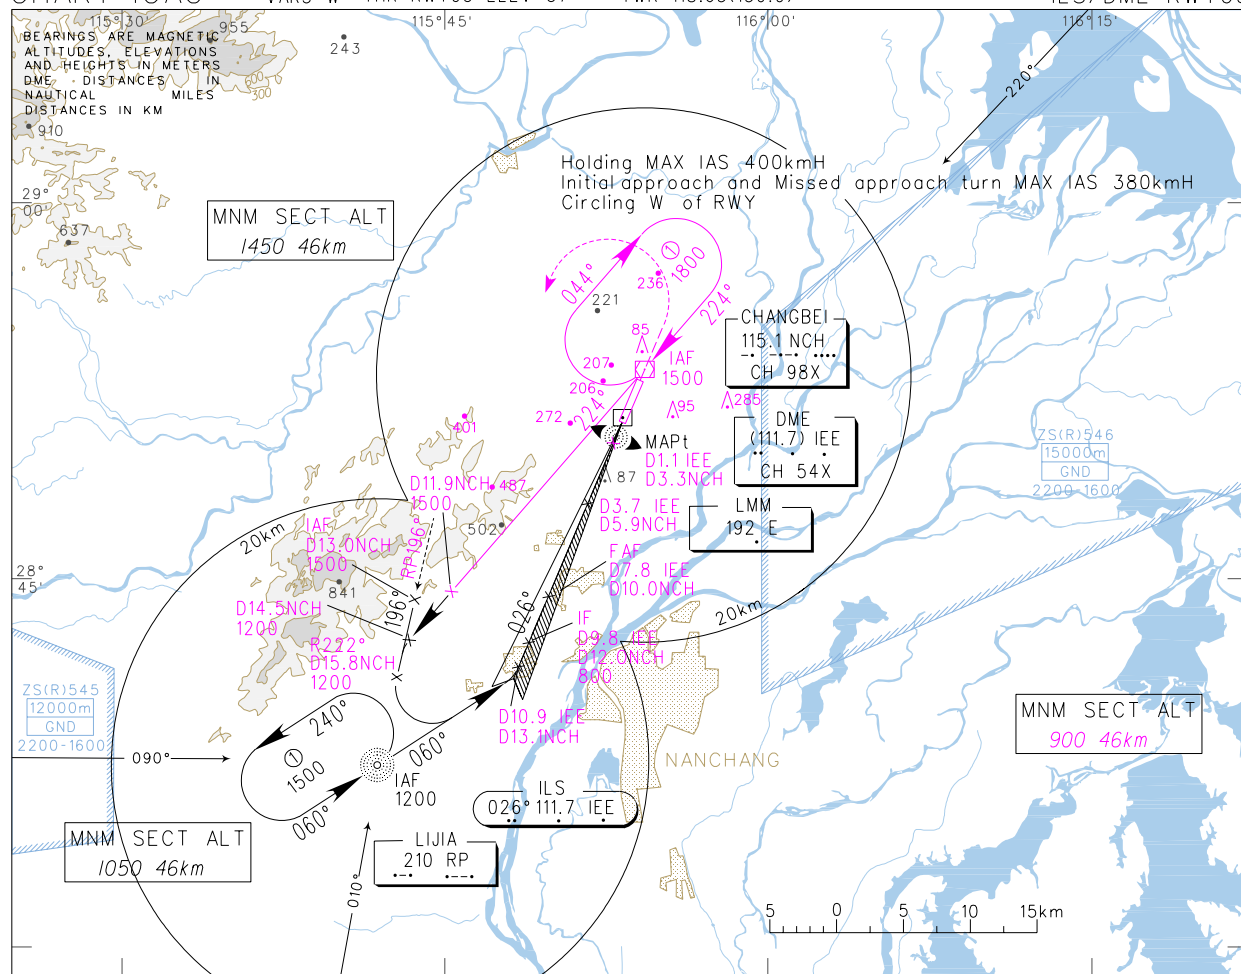 115°30'
115°45'
116°00'
116°15'
BEARINGS ARE MAGNETIC
ALTITUDES, ELEVATIONS
AND HEIGHTS IN METERS
DME DISTANCES IN
NAUTICAL MILES
DISTANCES IN KM
955
243
300
910
220°
29°
00'
637
MNM SECT ALT
1450 46km
Holding MAX IAS 400kmH
Initial approach and Missed approach turn MAX IAS 380kmH
Circling W of RWY
044°
1
1800
224°
236
221
85
207
206
IAF
1500
224°
272
401
95
285
CHANGBEI
115.1 NCH
CH 98X
DME
(111.7) IEE
CH 54X
LMM
192 E
MAPt
D1.1 IEE
D3.3NCH
87
D3.7 IEE
D5.9NCH
FAF
D7.8 IEE
D10.0NCH
IF
D9.8 IEE
D12.0NCH
800
D10.9 IEE
D13.1NCH
ZS(R)546
15000m
GND
2200-1600
D11.9NCH
1500
487
502
20km
IAF
D13.0NCH
1500
RP196°
28°
45'
841
196°
D14.5NCH
1200
R222°
D15.8NCH
1200
026°
20km
ZS(R)545
12000m
GND
2200-1600
090°
240°
1
1500
060°
060°
IAF
1200
NANCHANG
MNM SECT ALT
900 46km
ILS
026° 111.7 IEE
MNM SECT ALT
1050 46km
LIJIA
210 RP
010°
5 0 5 10 15km